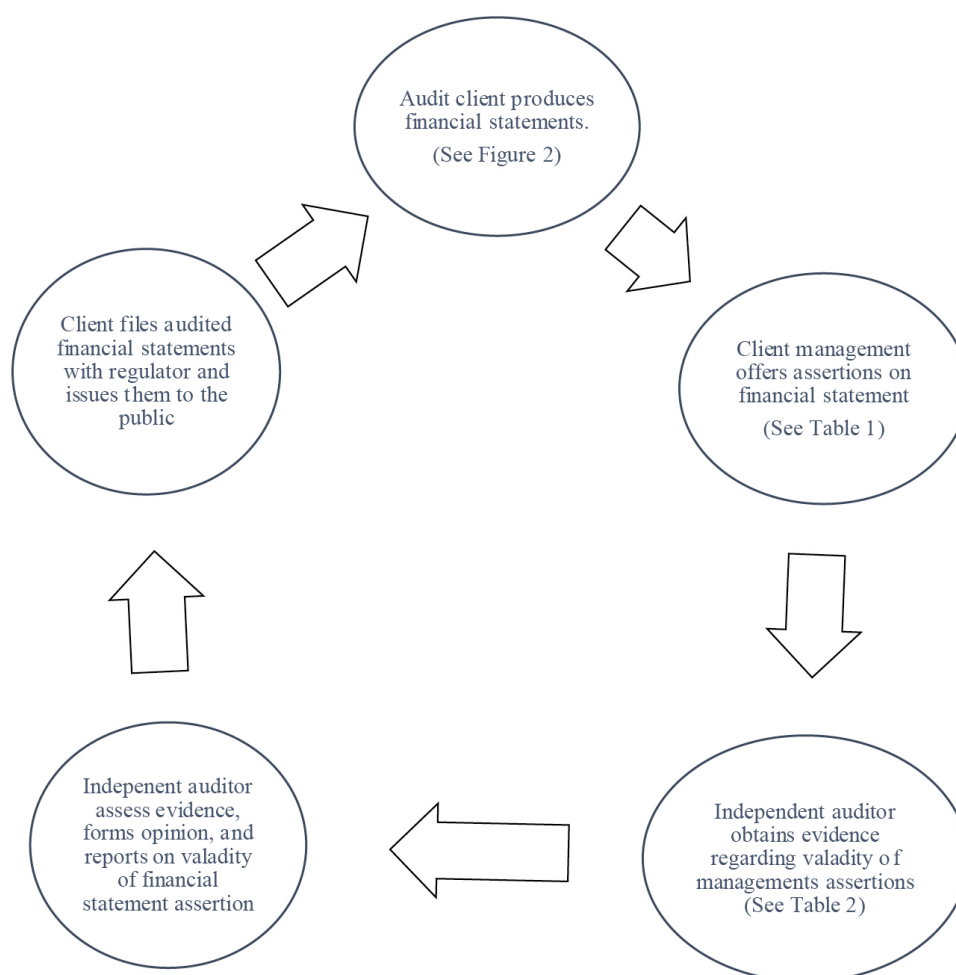 Audit client produces
financial statements.
(See Figure 2)
Client management
offers assertions on
financial statement
(See Table 1)
Independent auditor
obtains evidence
regarding valadity of
managements assertions
(See Table 2)
Indepenent auditor
assess evidence,
forms opinion, and
reports on valadity
of financial
statement assertion
Client files audited
financial statements
with regulator and
issues them to the
public